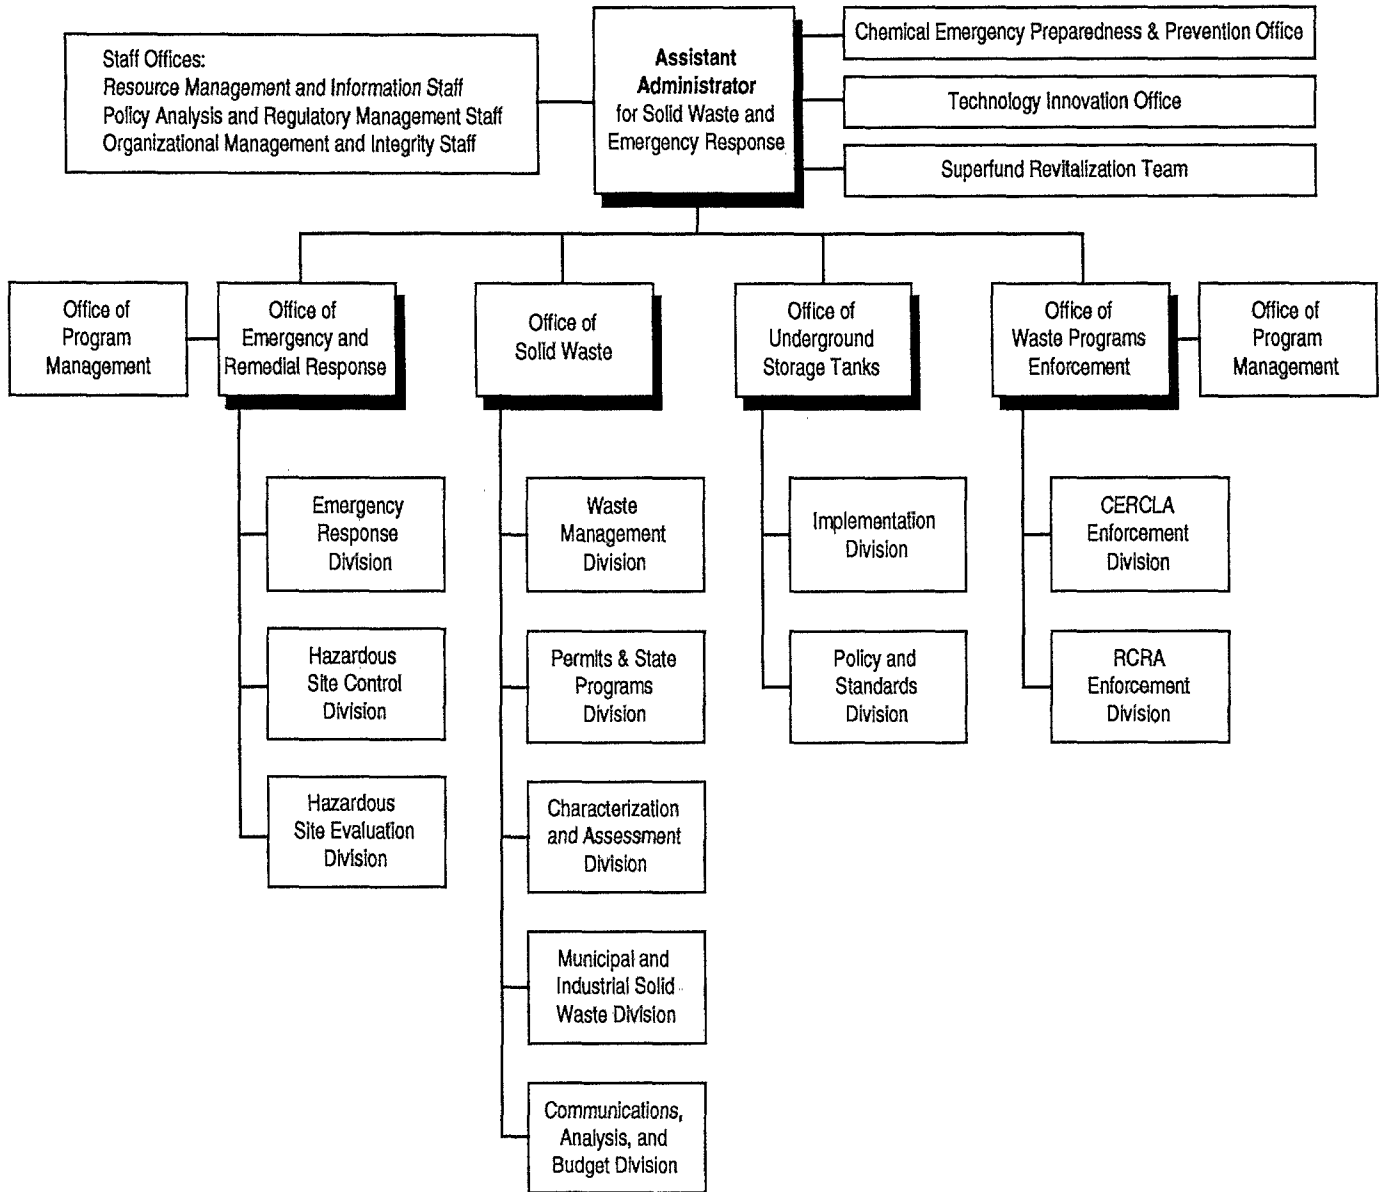 Staff Offices:
Resource Management and Information Staff
Policy Analysis and Regulatory Management Staff
Organizational Management and Integrity Staff
Assistant
Administrator
for Solid Waste and
Emergency Response
Chemical Emergency Preparedness & Prevention Office
Technology Innovation Office
Superfund Revitalization Team
Office of
Program
Management
Office of
Emergency and
Remedial Response
Office of
Solid Waste
Office of
Underground
Storage Tanks
Office of
Waste Programs
Enforcement
Office of
Program
Management
Emergency
Response
Division
Hazardous
Site Control
Division
Hazardous
Site Evaluation
Division
Waste
Management
Division
Permits & State
Programs
Division
Characterization
and Assessment
Division
Municipal and
Industrial Solid
Waste Division
Communications,
Analysis, and
Budget Division
Implementation
Division
Policy and
Standards
Division
CERCLA
Enforcement
Division
RCRA
Enforcement
Division